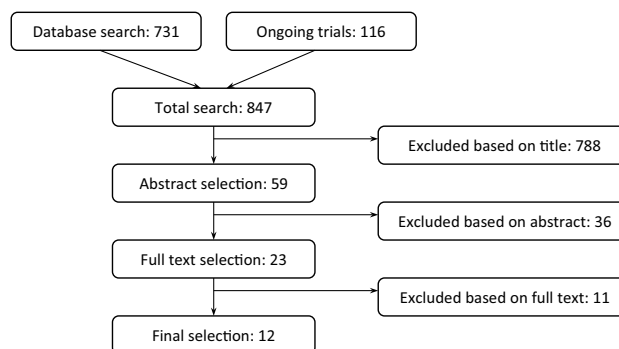 Database search: 731
Ongoing trials: 116
Total search: 847
Excluded based on title: 788
Abstract selection: 59
Excluded based on abstract: 36
Full text selection: 23
Excluded based on full text: 11
Final selection: 12